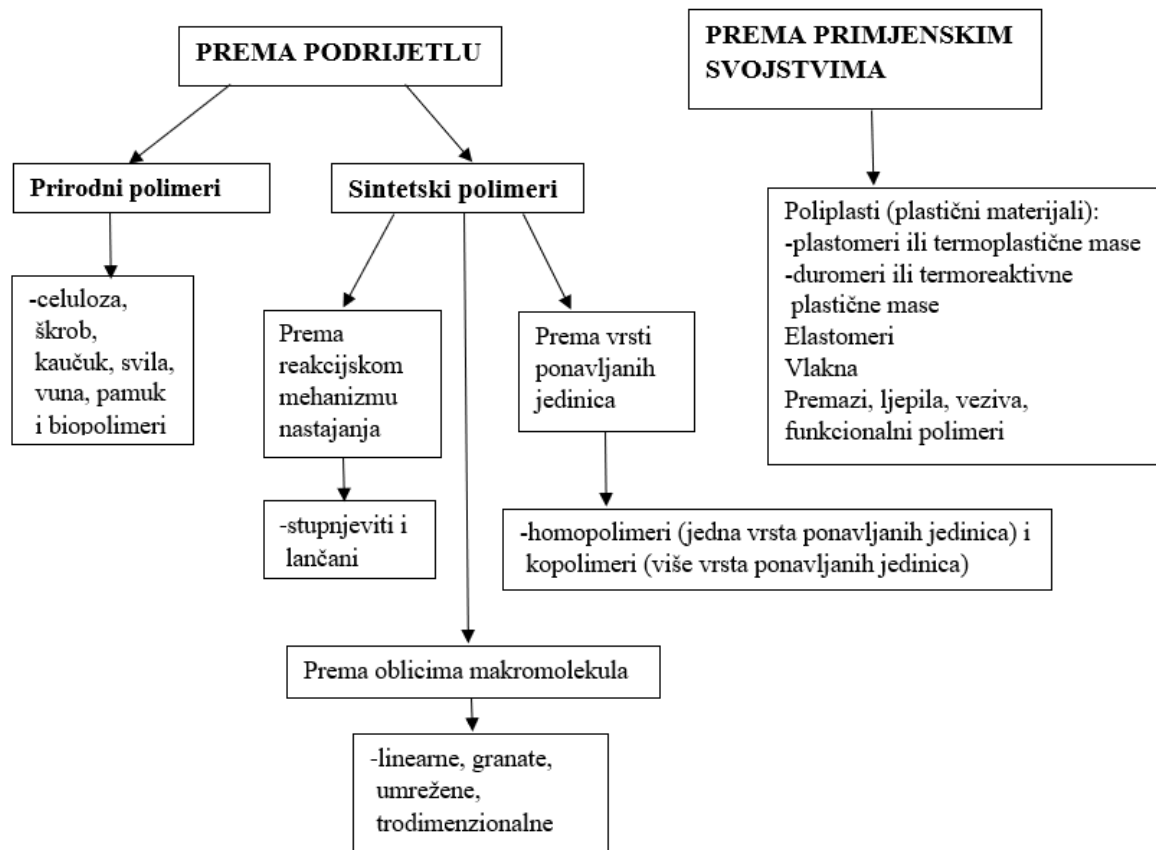 PREMA PODRIJETLU
PREMA PRIMJENSKIM
SVOJSTVIMA
Prirodni polimeri
Sintetski polimeri
-celuloza,
škrob,
kaučuk, svila,
vuna, pamuk
i biopolimeri
Prema
reakcijskom
mehanizmu
nastajanja
Prema vrsti
ponavljanih
jedinica
Poliplasti (plastični materijali):
-plastomeri ili termoplastične mase
-duromeri ili termoreaktivne
plastične mase
Elastomeri
Vlakna
Premazi, ljepila, veziva,
funkcionalni polimeri
-stupnjeviti i
lančani
-homopolimeri (jedna vrsta ponavljanih jedinica) i
kopolimeri (više vrsta ponavljanih jedinica)
Prema oblicima makromolekula
-linearne, granate,
umrežene,
trodimenzionalne